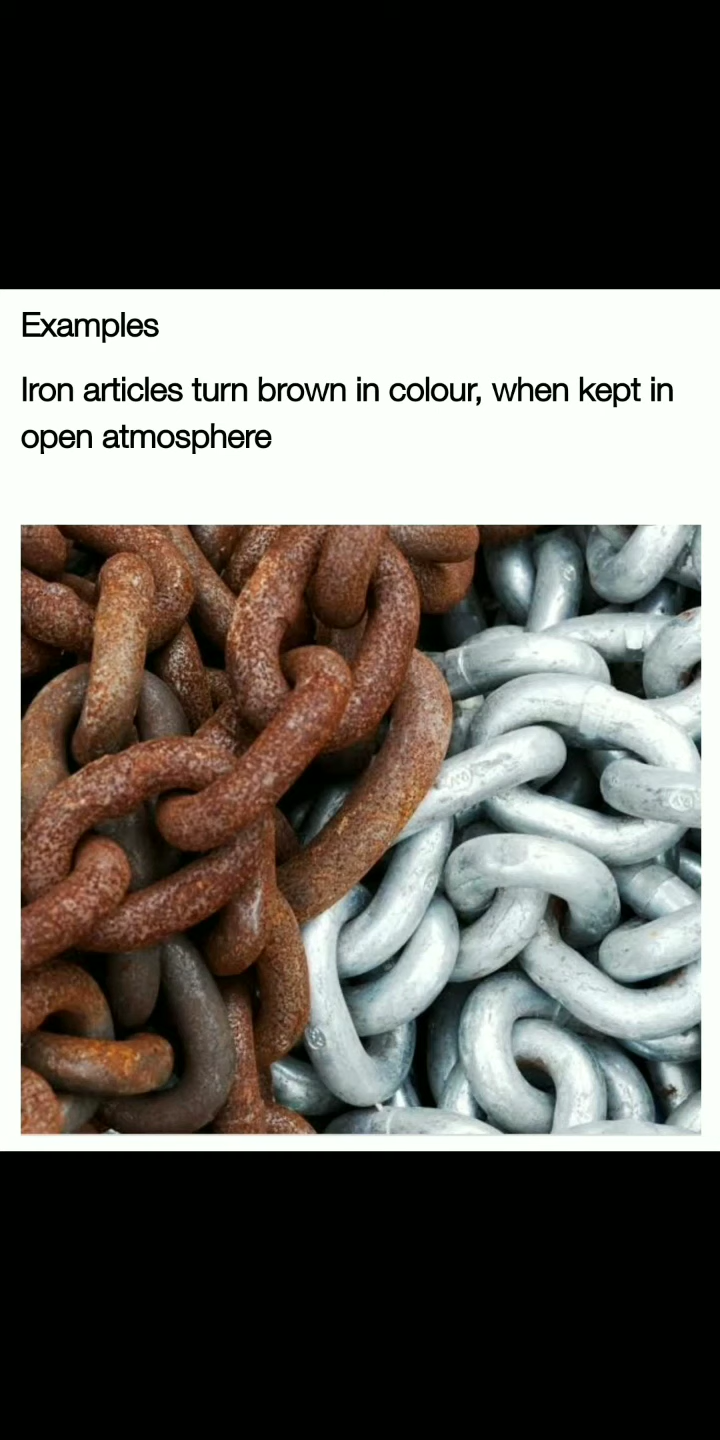 Examples
Iron articles turn brown in colour, when kept in
open atmosphere